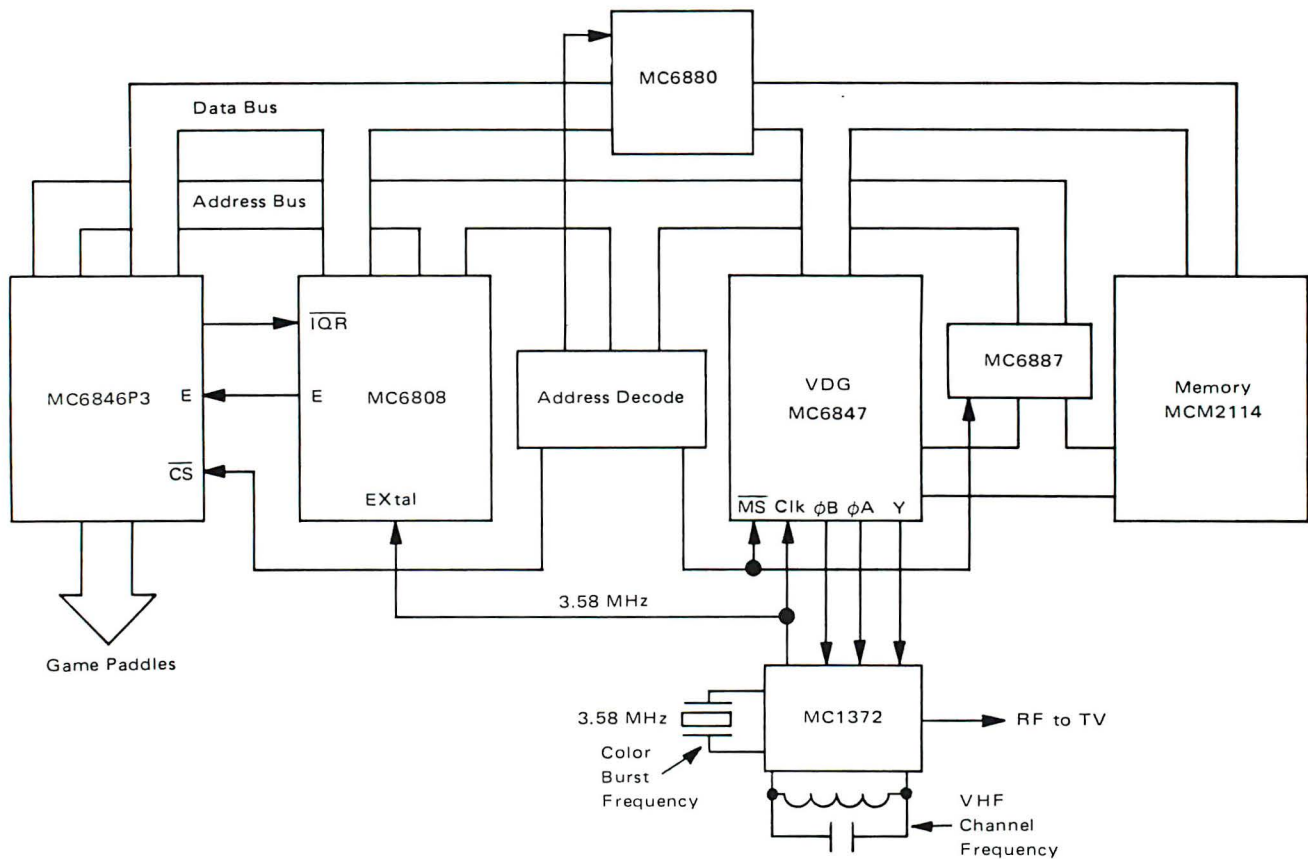 MC6880
Data Bus
Address Bus
IQR
MC6846P3
E
E
MC6808
Address Decode
VDG
MC6847
MC6887
Memory
MCM2114
CS
EXtal
MS Clk φB φA Y
3.58 MHz
Game Paddles
3.58 MHz
MC1372
RF to TV
Color
Burst
Frequency
VHF
Channel
Frequency